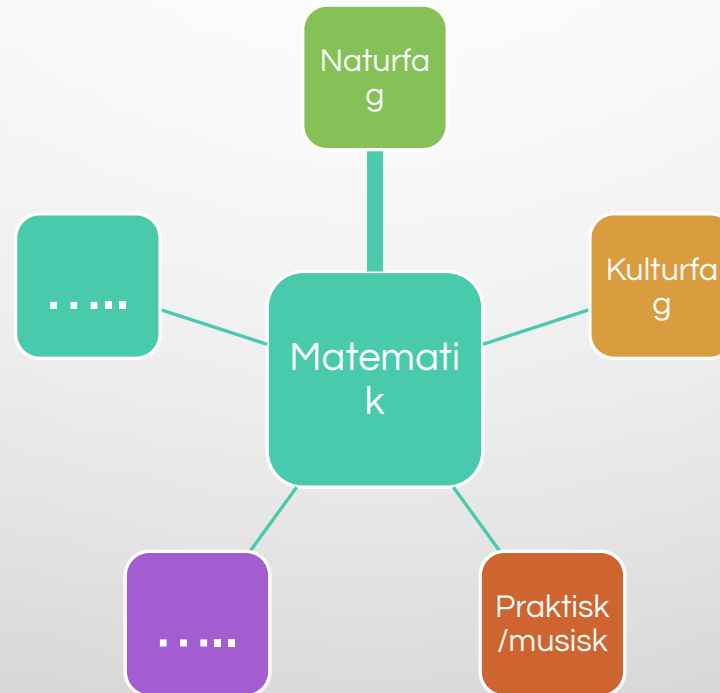 Naturfa
g
.....
Kulturfa
g
Matemati
k
.....
Praktisk
/musisk